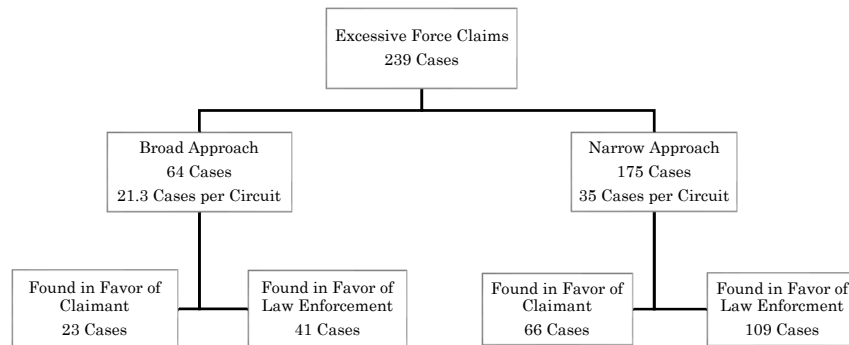 Excessive Force Claims
239 Cases
Broad Approach
64 Cases
21.3 Cases per Circuit
Narrow Approach
175 Cases
35 Cases per Circuit
Found in Favor of
Claimant
23 Cases
Found in Favor of
Law Enforcement
41 Cases
Found in Favor of
Claimant
66 Cases
Found in Favor of
Law Enforcment
109 Cases